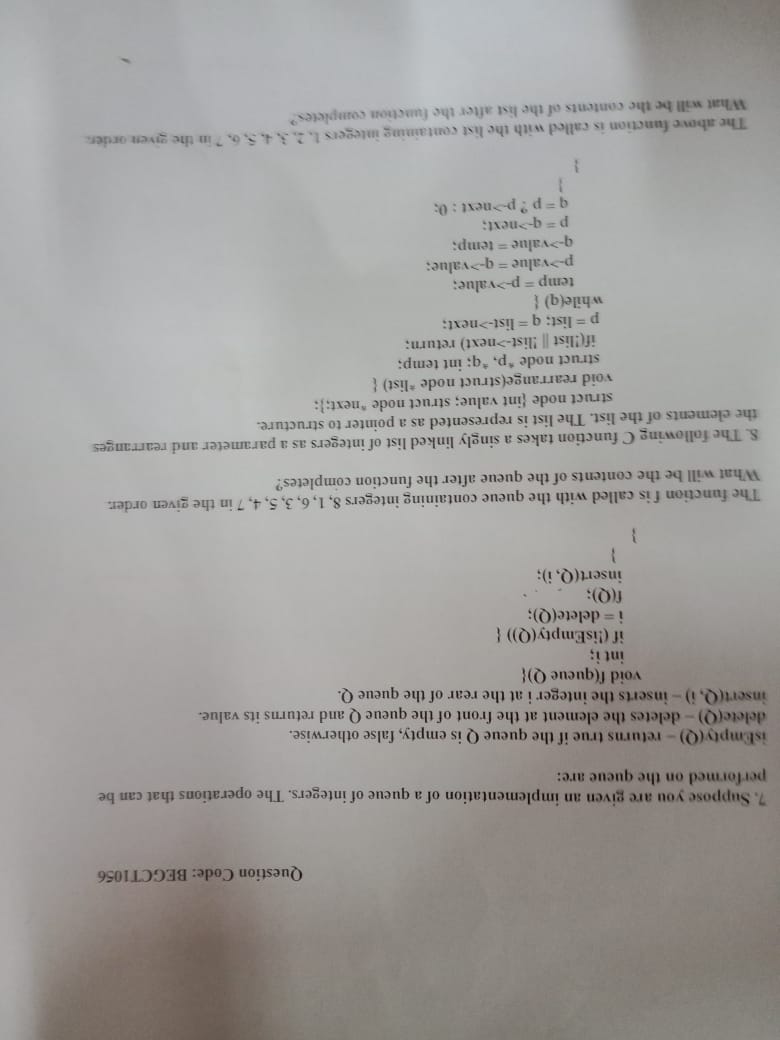 Question Code: BEGCT1056
7. Suppose you are given an implementation of a queue of integers. The operations that can be
performed on the queue are:
isEmpty(Q) – returns true if the queue Q is empty, false otherwise.
delete(Q) – deletes the element at the front of the queue Q and returns its value.
insert(Q, i) – inserts the integer i at the rear of the queue Q.
void f(queue Q){
int i;
if (!isEmpty(Q)) {
i = delete(Q);
f(Q);
insert(Q, i);
}
}
The function f is called with the queue containing integers 8, 1, 6, 3, 5, 4, 7 in the given order.
What will be the contents of the queue after the function completes?
8. The following C function takes a singly linked list of integers as a parameter and rearranges
the elements of the list. The list is represented as a pointer to structure.
struct node {int value; struct node *next;};
void rearrange(struct node *list) {
struct node *p, *q; int temp;
if(!list || !list->next) return;
p = list; q = list->next;
while(q) {
temp = p->value;
p->value = q->value;
q->value = temp;
p = q->next;
q = p ? p->next : 0;
}
}
The above function is called with the list containing integers 1, 2, 3, 4, 5, 6, 7 in the given order.
What will be the contents of the list after the function completes?